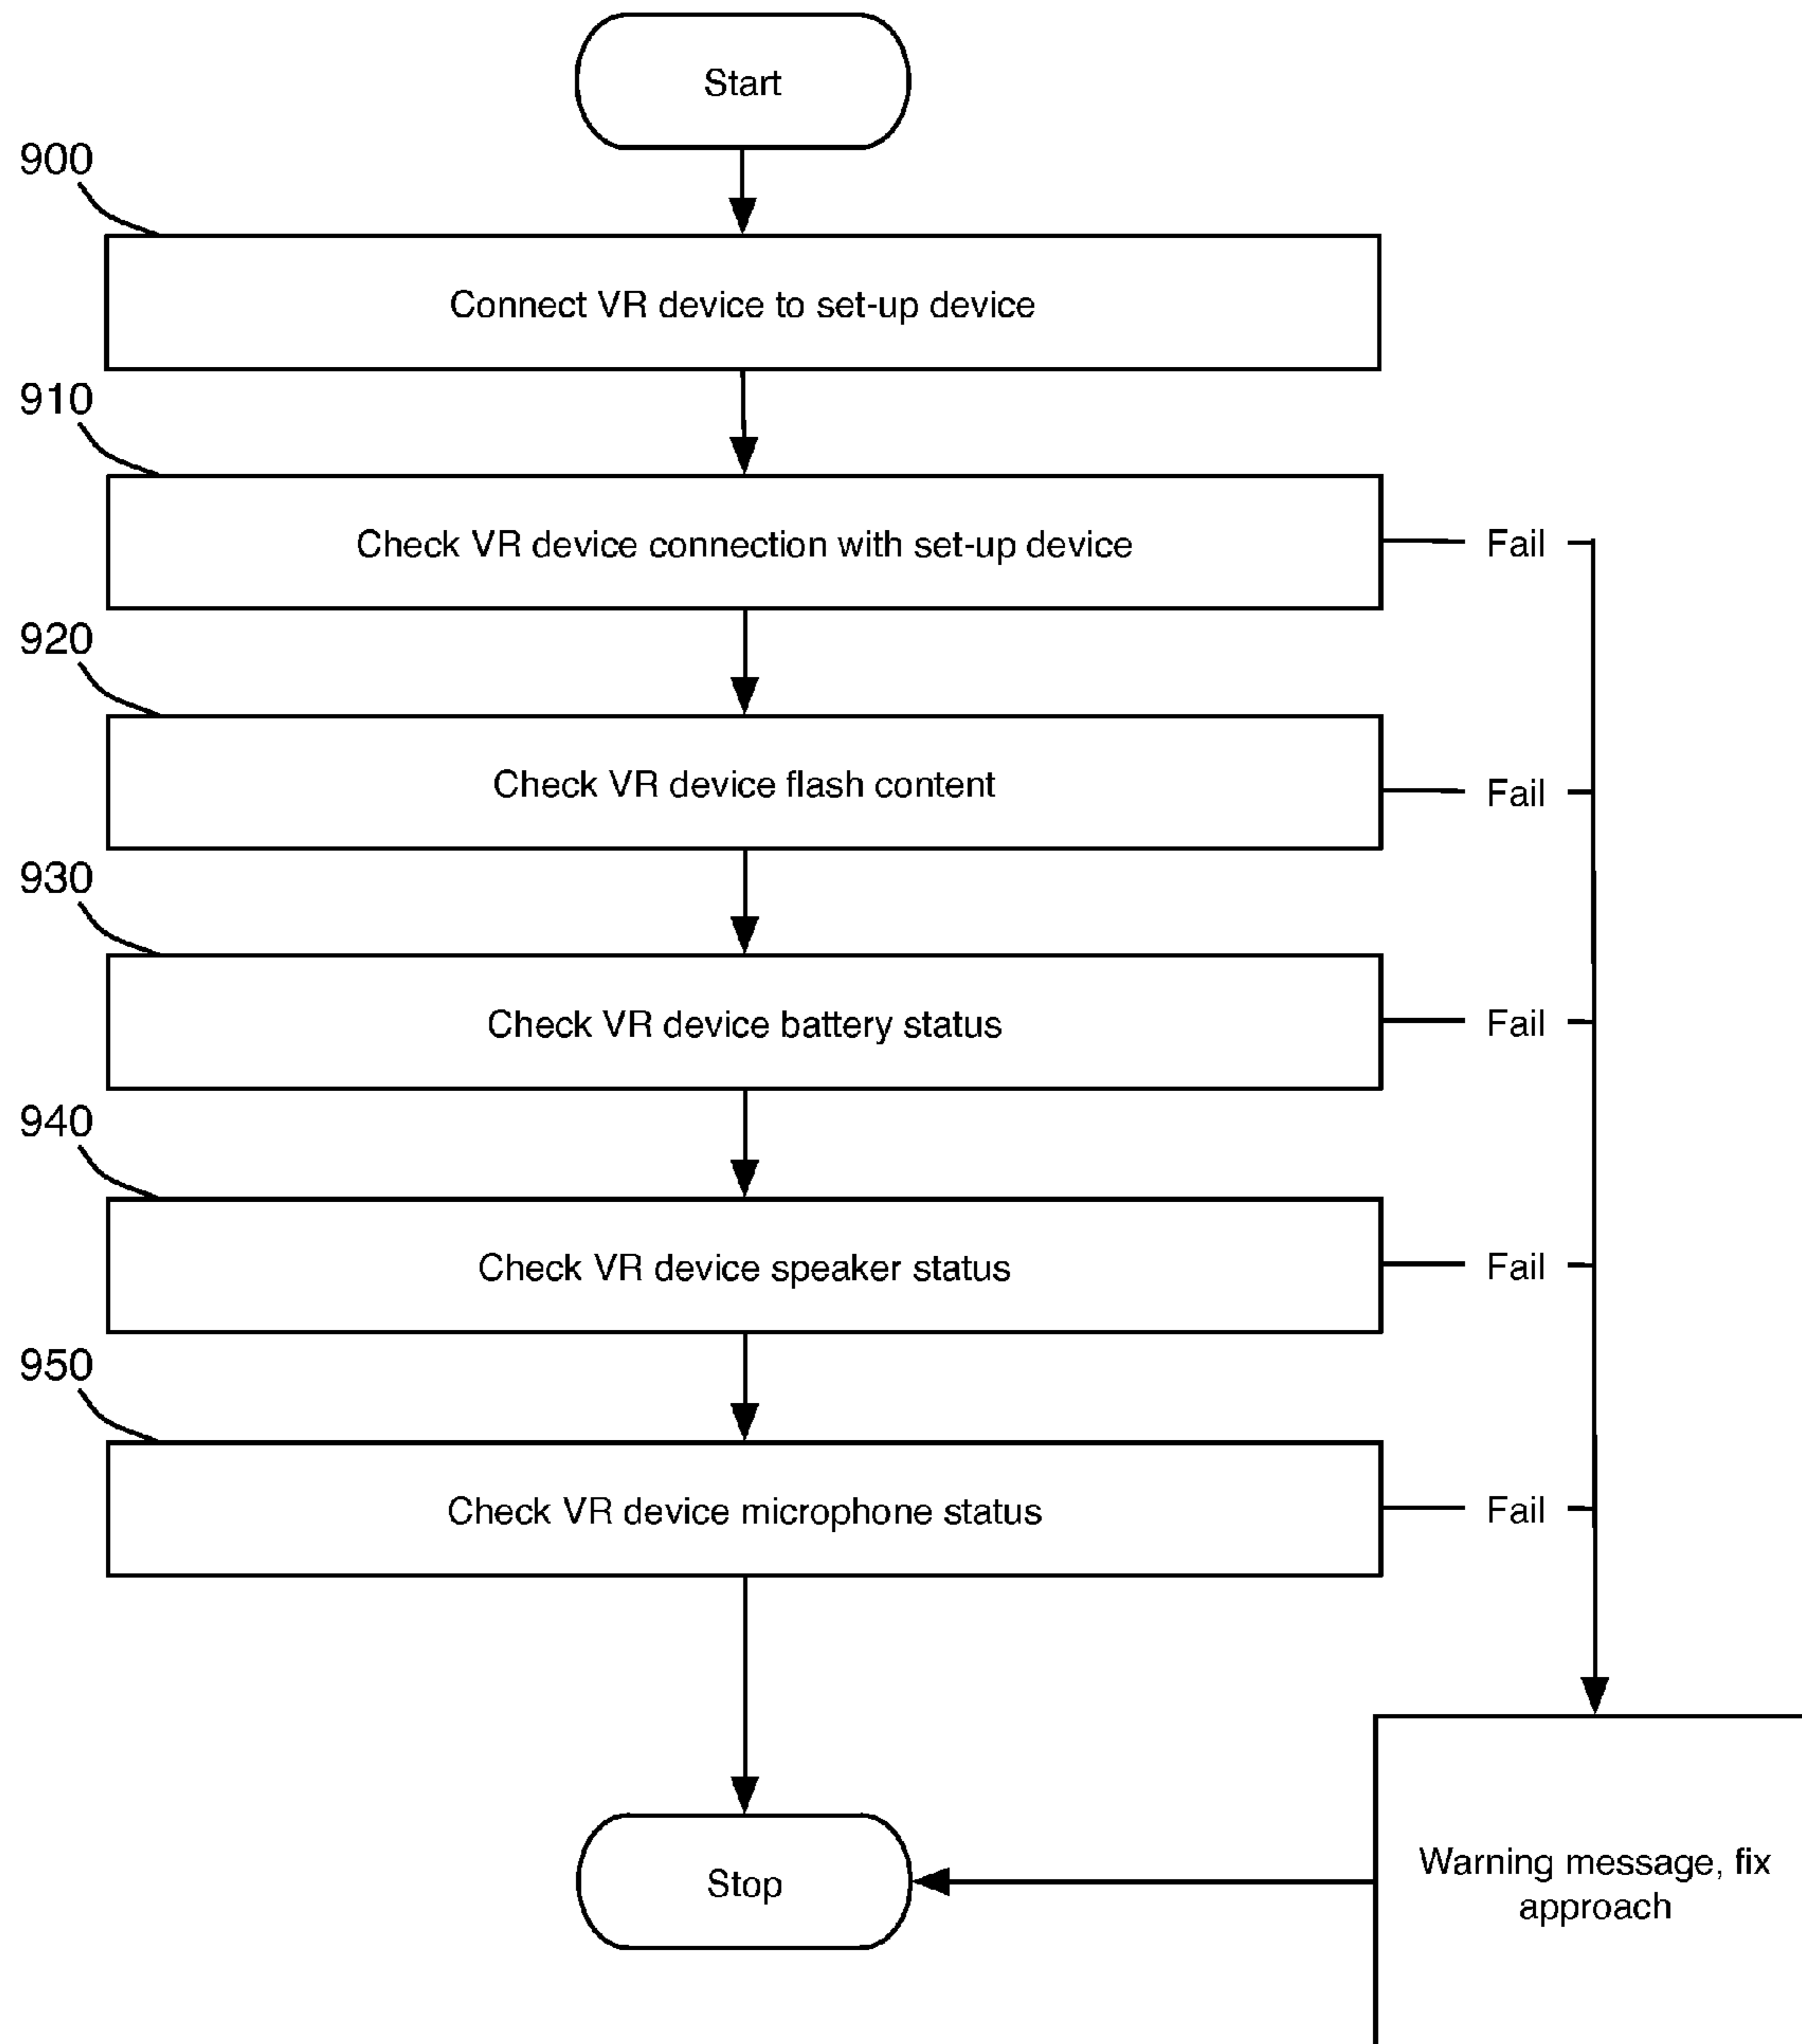 Start
900
Connect VR device to set-up device
910
Check VR device connection with set-up device
Fail
920
Check VR device flash content
Fail
930
Check VR device battery status
Fail
940
Check VR device speaker status
Fail
950
Check VR device microphone status
Fail
Warning message, fix
approach
Stop